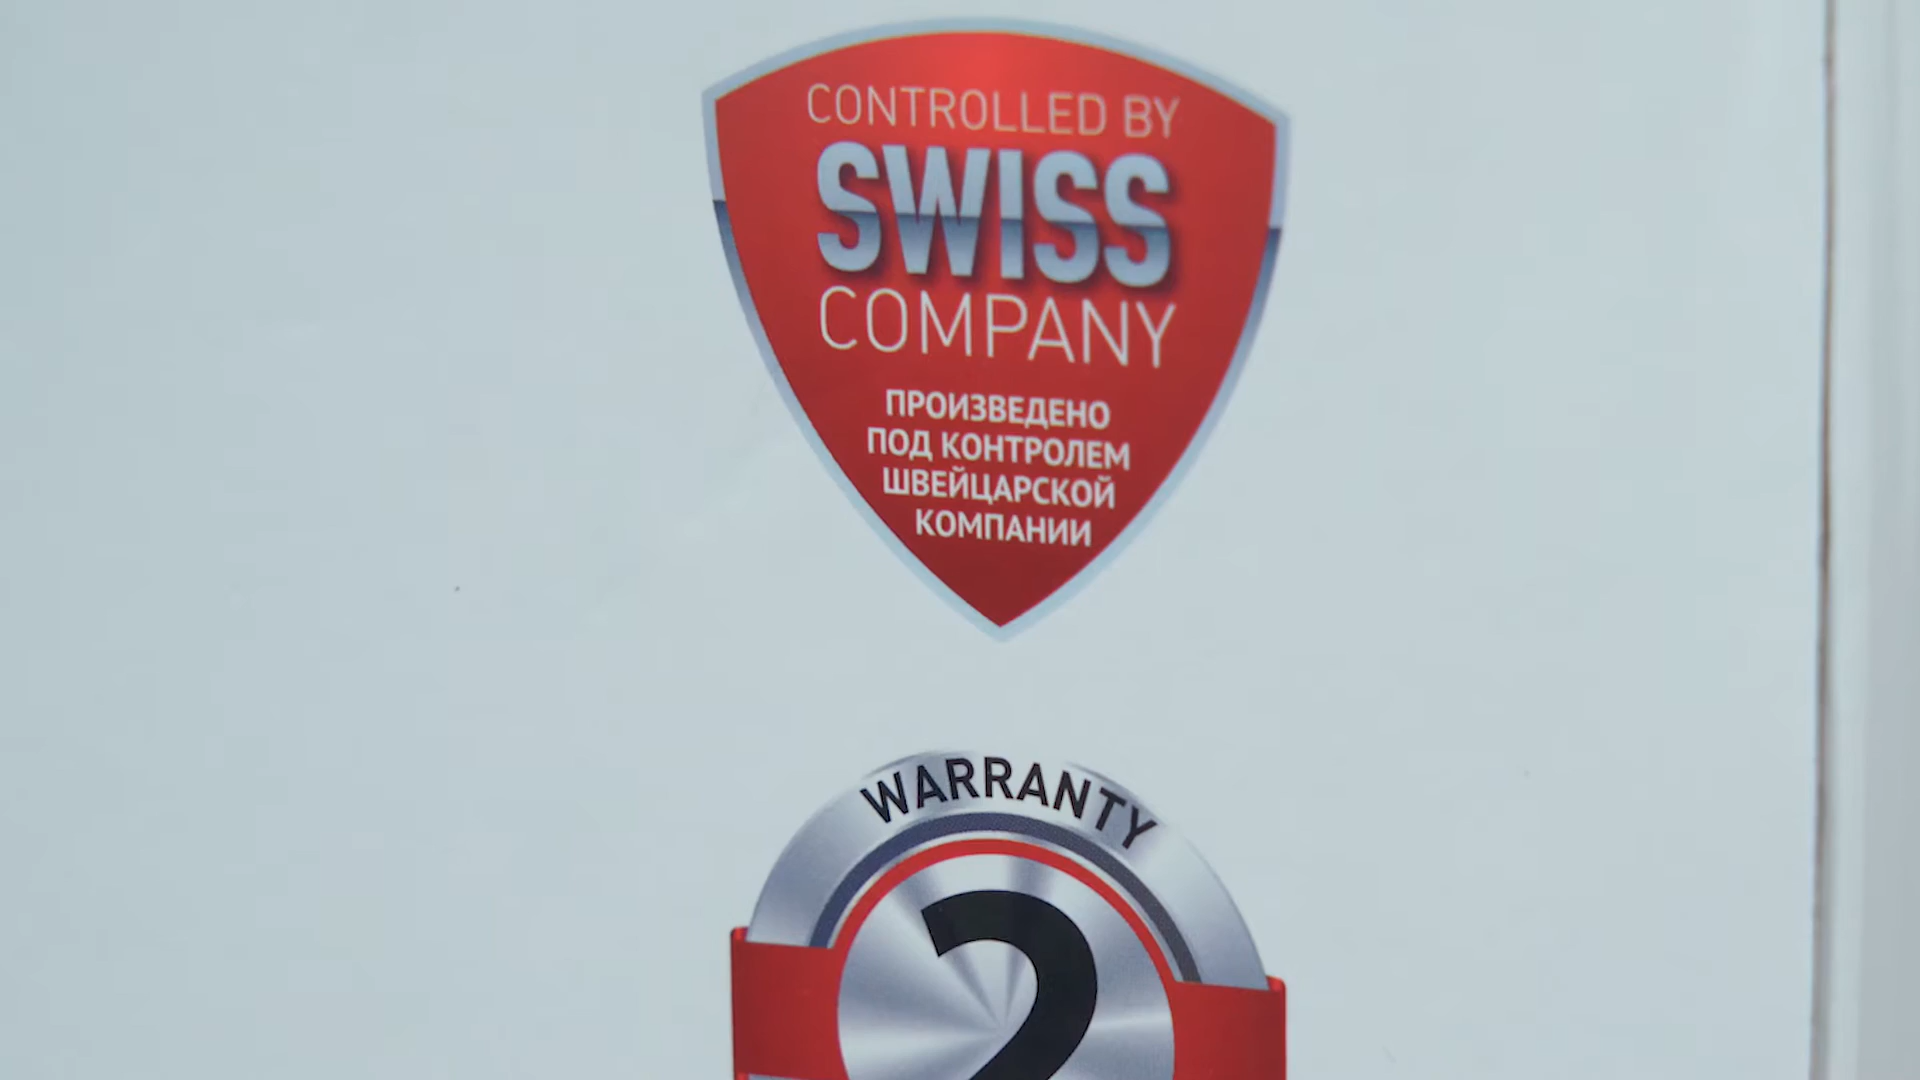 CONTROLLED BY
SWISS
COMPANY
ПРОИЗВЕДЕНО
ПОД КОНТРОЛЕМ
ШВЕЙЦАРСКОЙ
КОМПАНИИ
WARRANTY
2